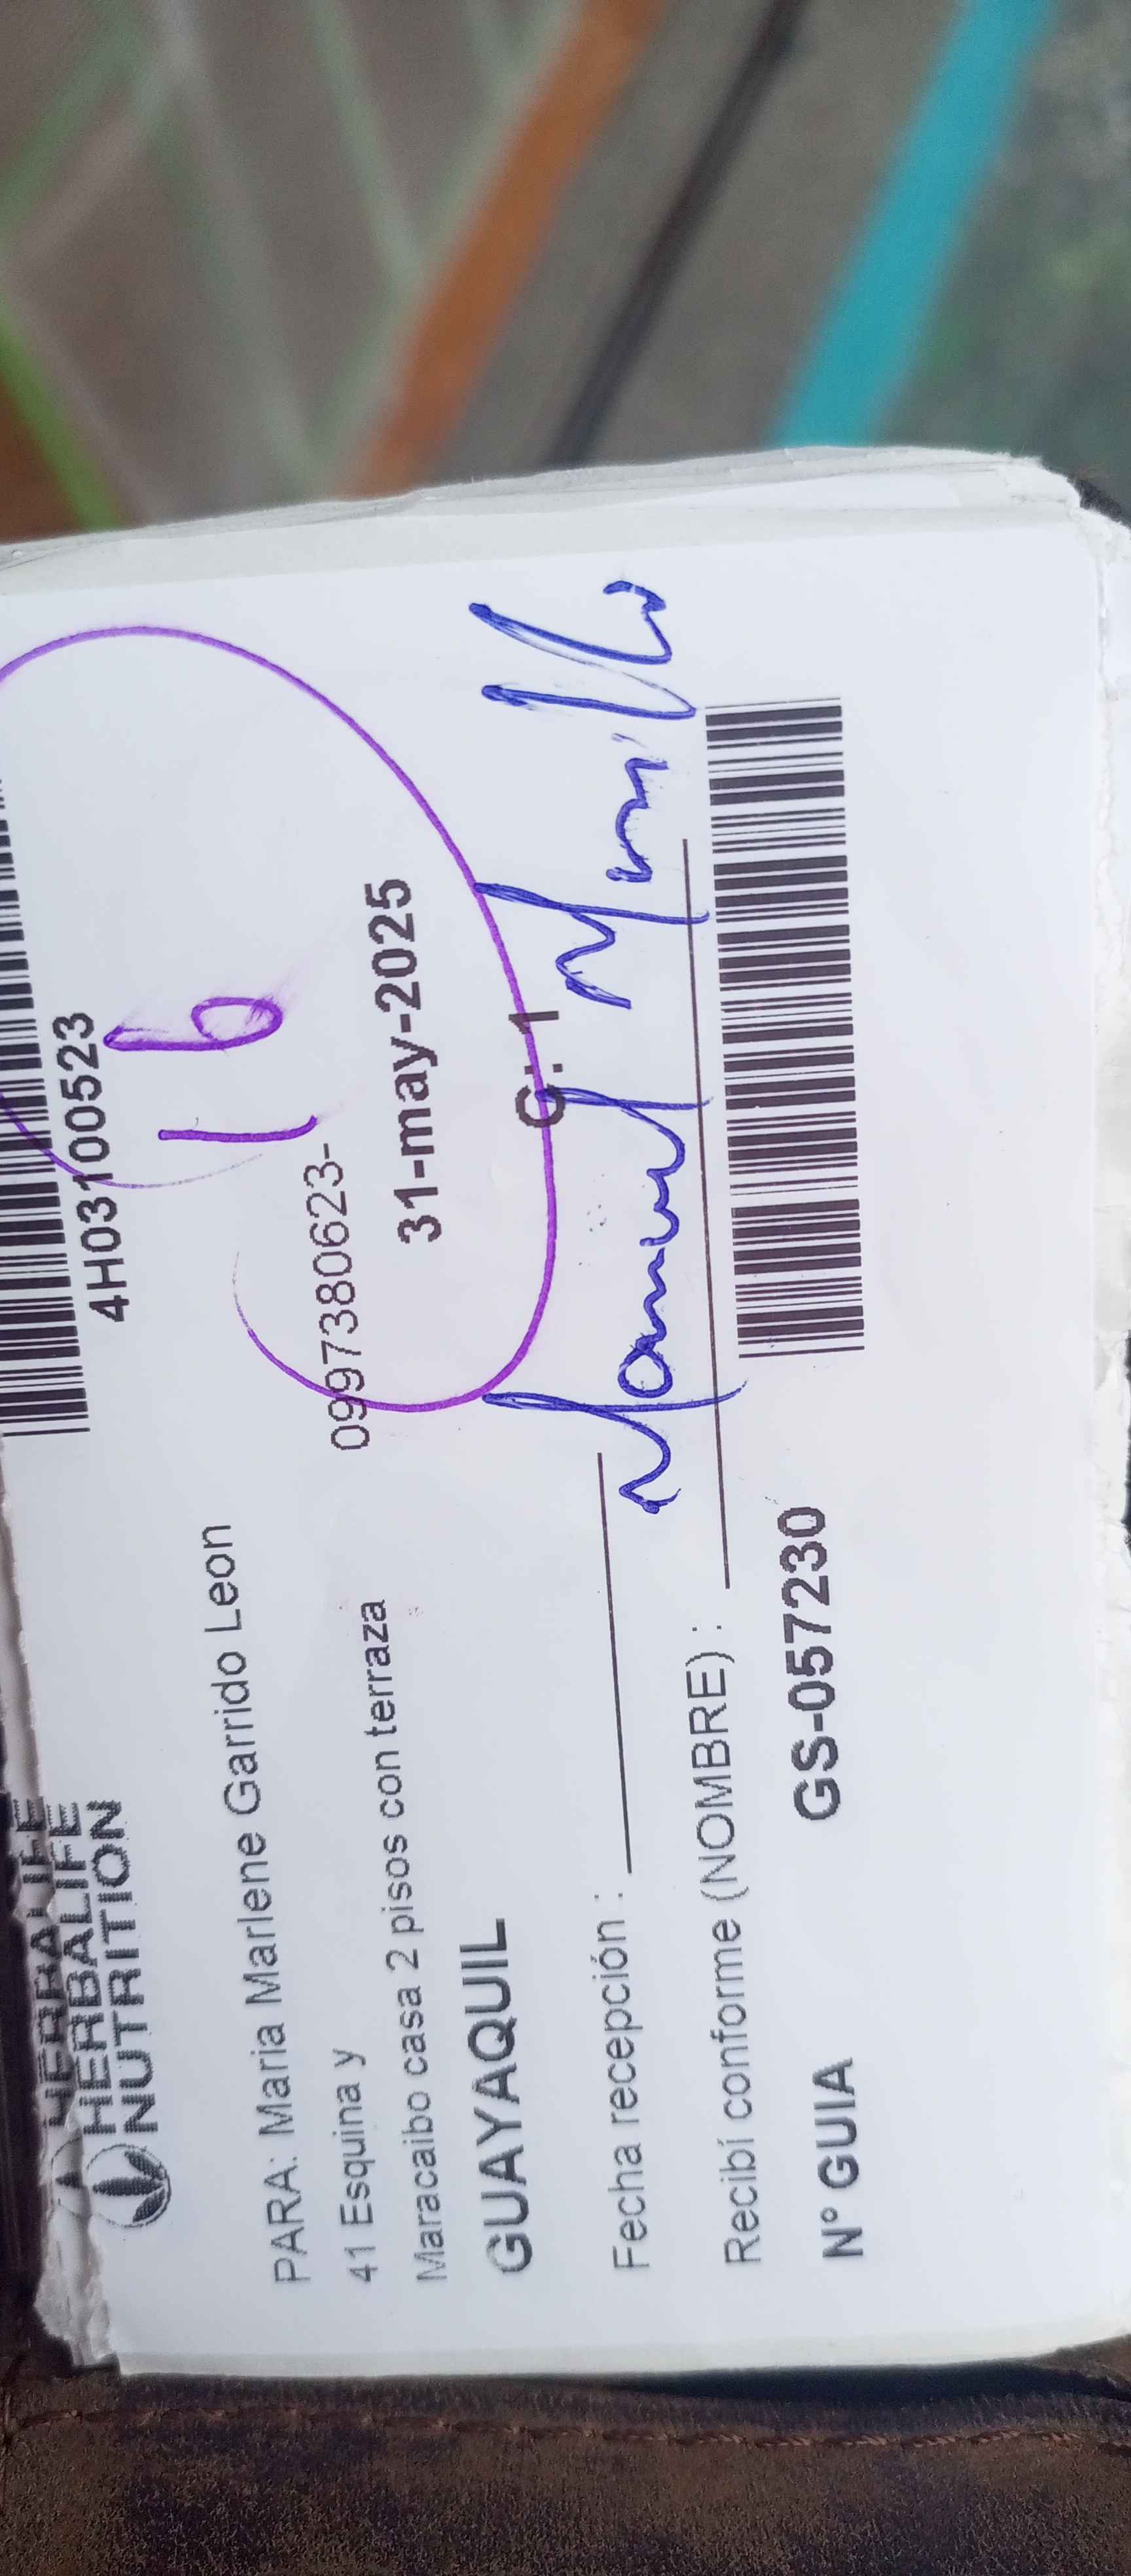 HERBALIFE
HERBALIFE
NUTRITION
4H03100523
16
PARA: Maria Marlene Garrido Leon
41 Esquina y
0997380623-
Maracaibo casa 2 pisos con terraza
31-may-2025
GUAYAQUIL
C: 1
Fecha recepción :
Recibí conforme (NOMBRE) :
N° GUIA
GS-057230